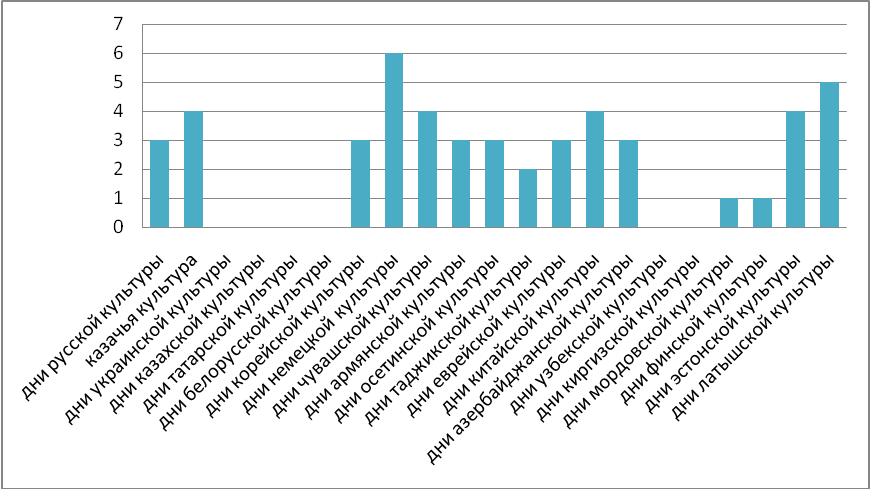 7
6
5
4
3
2
1
0
дни русской культуры
казачья культура
дни украинской культуры
дни казахской культуры
дни татарской культуры
дни белорусской культуры
дни корейской культуры
дни немецкой культуры
дни чувашской культуры
дни армянской культуры
дни осетинской культуры
дни таджикской культуры
дни еврейской культуры
дни китайской культуры
дни азербайджанской культуры
дни узбекской культуры
дни киргизской культуры
дни мордовской культуры
дни финской культуры
дни эстонской культуры
дни латышской культуры